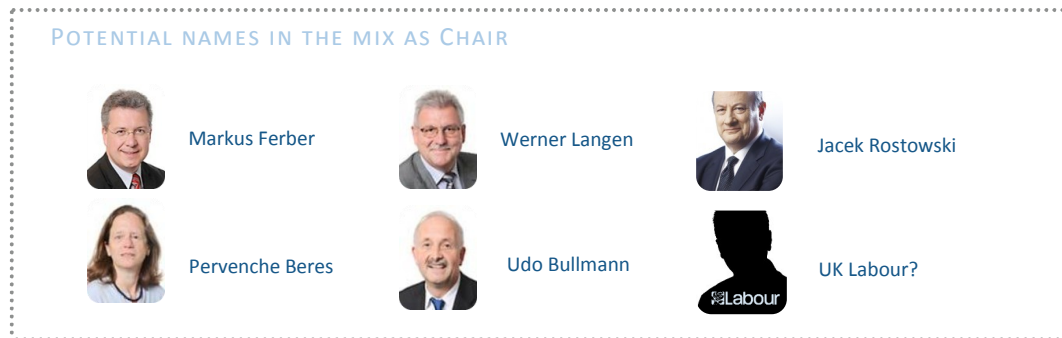 POTENTIAL NAMES IN THE MIX AS CHAIR
Markus Ferber
Werner Langen
Jacek Rostowski
Pervenche Beres
Udo Bullmann
Labour
UK Labour?